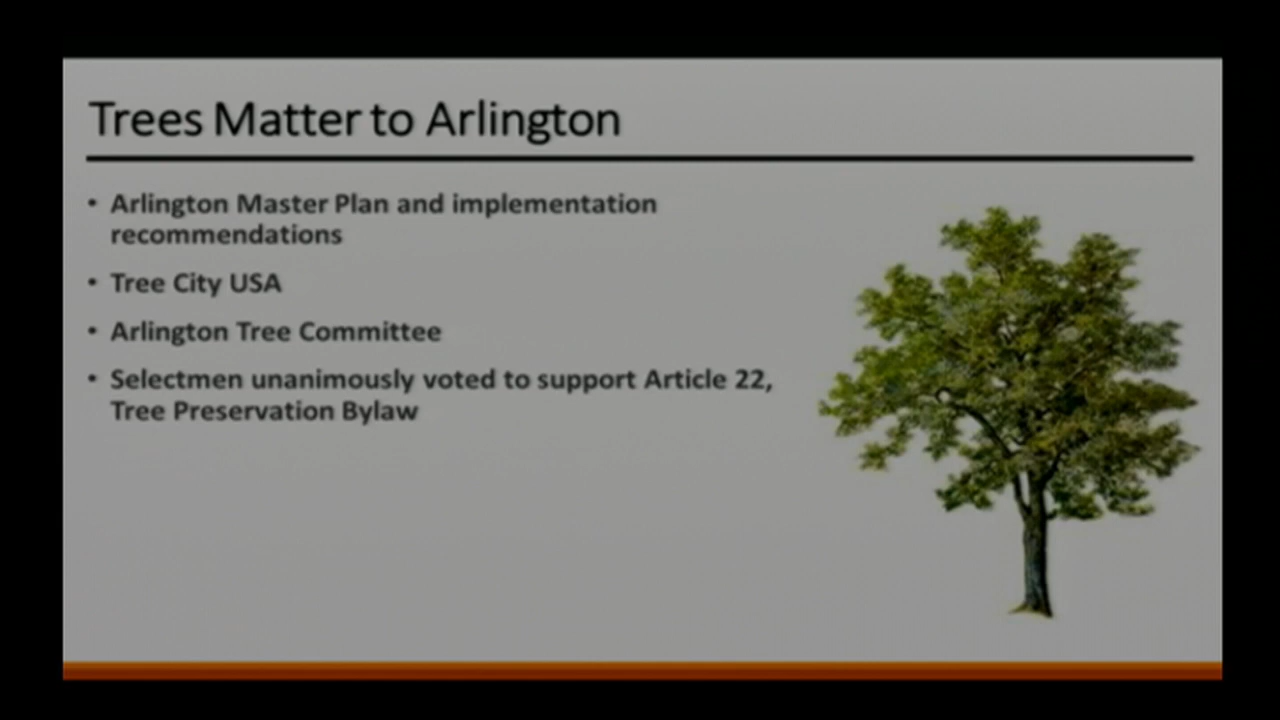 Trees Matter to Arlington
• Arlington Master Plan and implementation
recommendations
• Tree City USA
• Arlington Tree Committee
• Selectmen unanimously voted to support Article 22,
Tree Preservation Bylaw